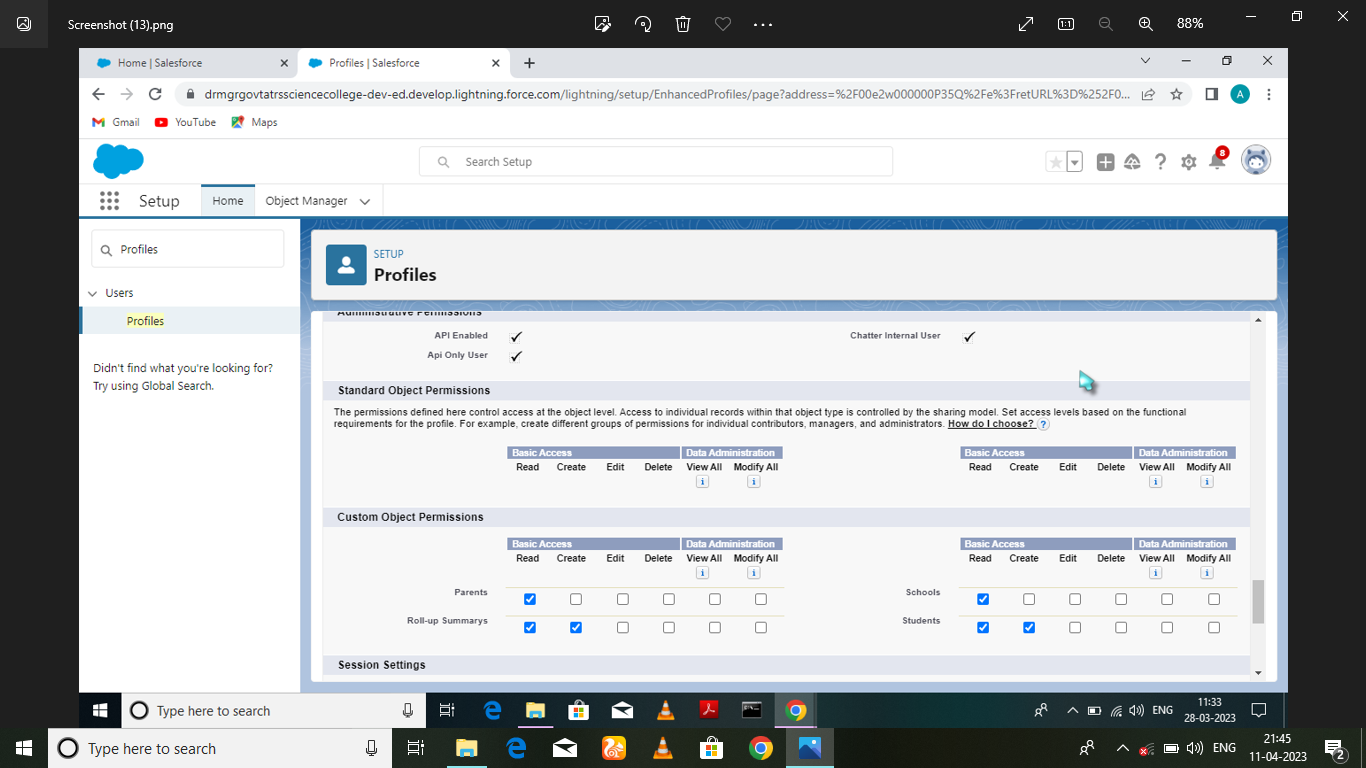 Screenshot (13).png
88%
Home | Salesforce
Profiles | Salesforce
drmgrgovtatrssciencecollege-dev-ed.develop.lightning.force.com/lightning/setup/EnhancedProfiles/page?address=%2F00e2w000000P35Q%2Fe%3FretURL%3D%252F0...
A
Gmail YouTube Maps
Search Setup
8
Setup Home Object Manager
Profiles
Users
Profiles
Didn't find what you're looking for?
Try using Global Search.
SETUP
Profiles
Administrative Permissions
API Enabled Chatter Internal User
Api Only User
Standard Object Permissions
The permissions defined here control access at the object level. Access to individual records within that object type is controlled by the sharing model. Set access levels based on the functional
requirements for the profile. For example, create different groups of permissions for individual contributors, managers, and administrators. How do I choose? ?
Basic Access Data Administration Basic Access Data Administration
Read Create Edit Delete View All Modify All Read Create Edit Delete View All Modify All
i i i i
Custom Object Permissions
Basic Access Data Administration Basic Access Data Administration
Read Create Edit Delete View All Modify All Read Create Edit Delete View All Modify All
i i i i
Parents Schools
Roll-up Summarys Students
Session Settings
Type here to search
ENG
11:33
28-03-2023
Type here to search
ENG
21:45
11-04-2023
2